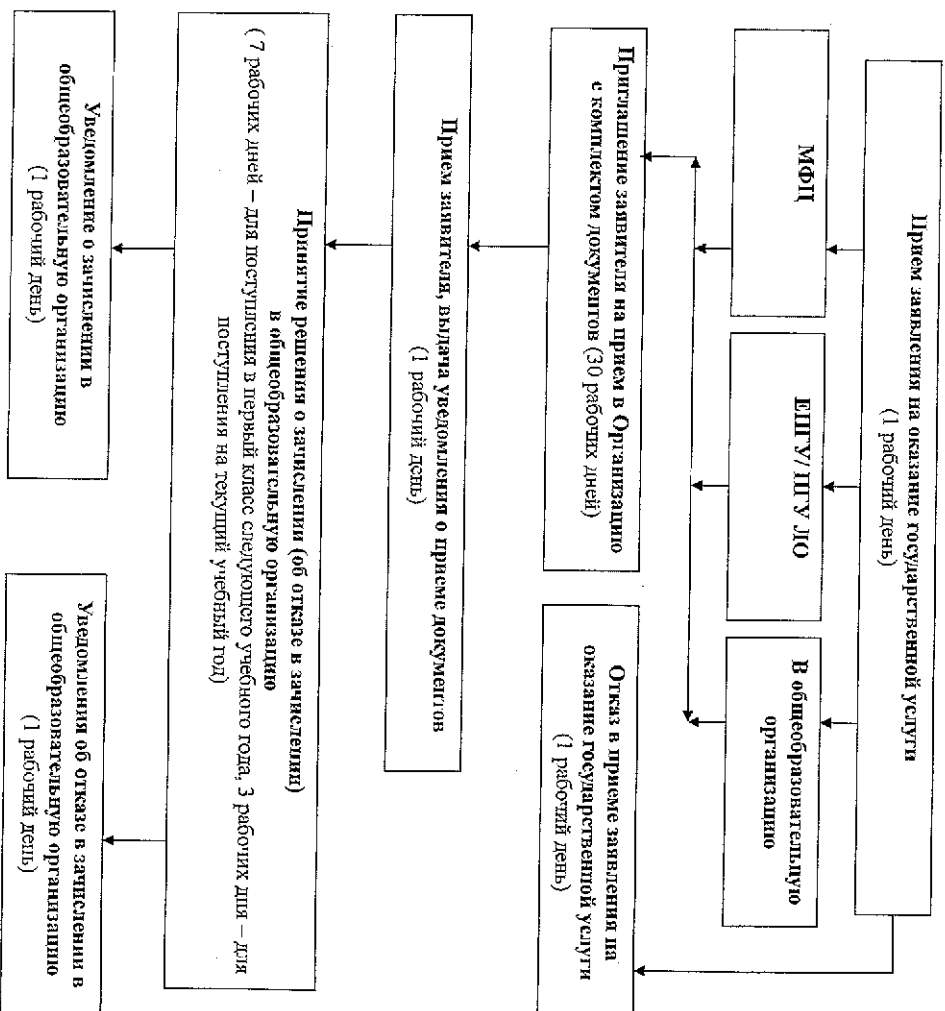 Прием заявления на оказание государственной услуги
(1 рабочий день)
МФЦ
ЕПГУ/ ПГУ ЛО
В общеобразовательную
организацию
Приглашение заявителя на прием в Организацию
с комплектом документов (30 рабочих дней)
Отказ в приеме заявления на
оказание государственной услуги
(1 рабочий день)
Прием заявителя, выдача уведомления о приеме документов
(1 рабочий день)
Принятие решения о зачислении (об отказе в зачислении)
в общеобразовательную организацию
( 7 рабочих дней – для поступления в первый класс следующего учебного года, 3 рабочих дня – для
поступления на текущий учебный год)
Уведомление о зачислении в
общеобразовательную организацию
(1 рабочий день)
Уведомления об отказе в зачислении в
общеобразовательную организацию
(1 рабочий день)